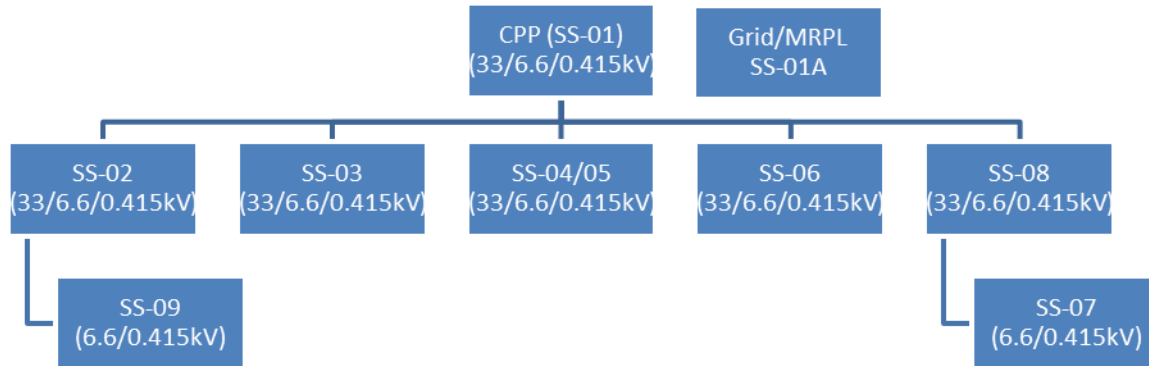 CPP (SS-01)
(33/6.6/0.415kV)
Grid/MRPL
SS-01A
SS-02
(33/6.6/0.415kV)
SS-03
(33/6.6/0.415kV)
SS-04/05
(33/6.6/0.415kV)
SS-06
(33/6.6/0.415kV)
SS-08
(33/6.6/0.415kV)
SS-09
(6.6/0.415kV)
SS-07
(6.6/0.415kV)